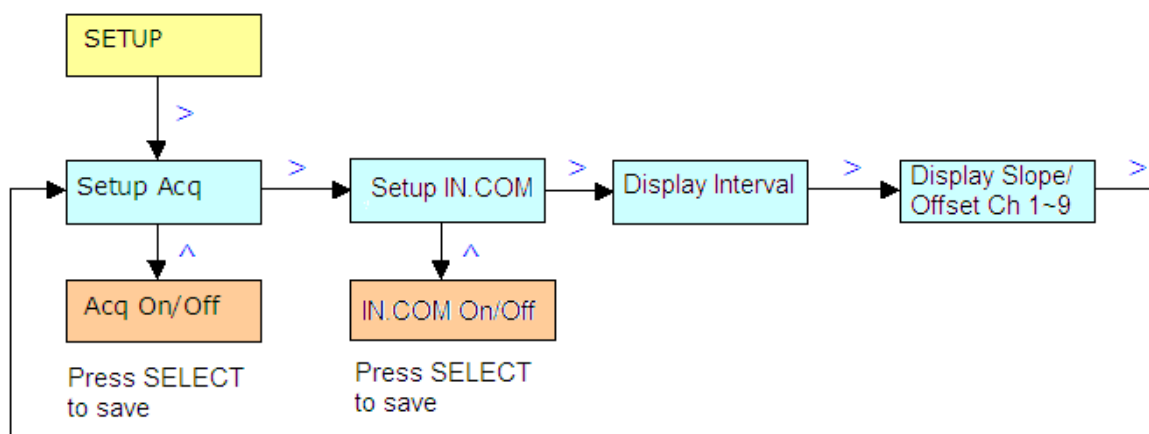 SETUP
>
Setup Acq
>
Setup IN.COM
>
Display Interval
>
Display Slope/
Offset Ch 1~9
>
^
^
Acq On/Off
IN.COM On/Off
Press SELECT
to save
Press SELECT
to save